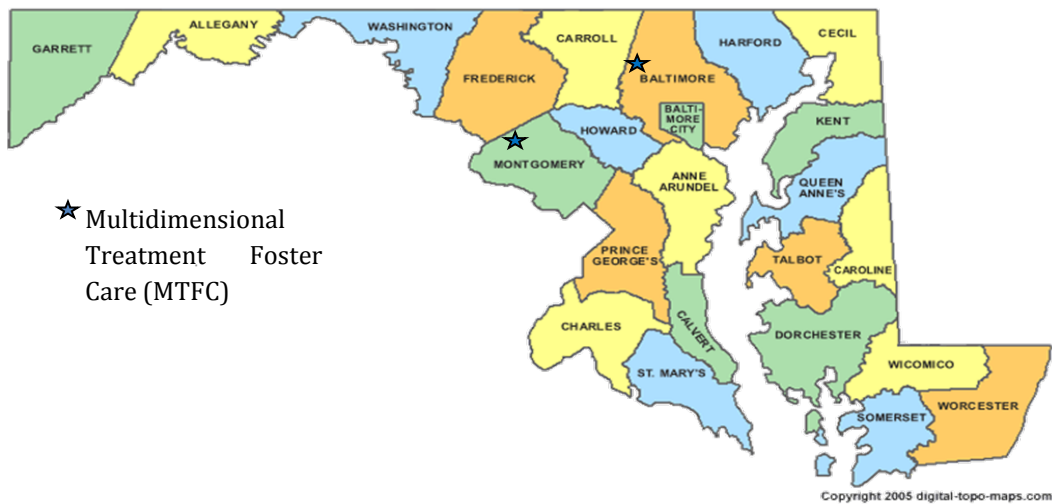 GARRETT
ALLEGANY
WASHINGTON
FREDERICK
CARROLL
BALTIMORE
HARFORD
CECIL
BALTI-
MORE
CITY
KENT
HOWARD
MONTGOMERY
ANNE
ARUNDEL
QUEEN
ANNE'S
PRINCE
GEORGE'S
TALBOT
CAROLINE
CHARLES
CALVERT
DORCHESTER
ST. MARY'S
WICOMICO
SOMERSET
WORCESTER
Multidimensional
Treatment Foster
Care (MTFC)
Copyright 2005 digital-topo-maps.com